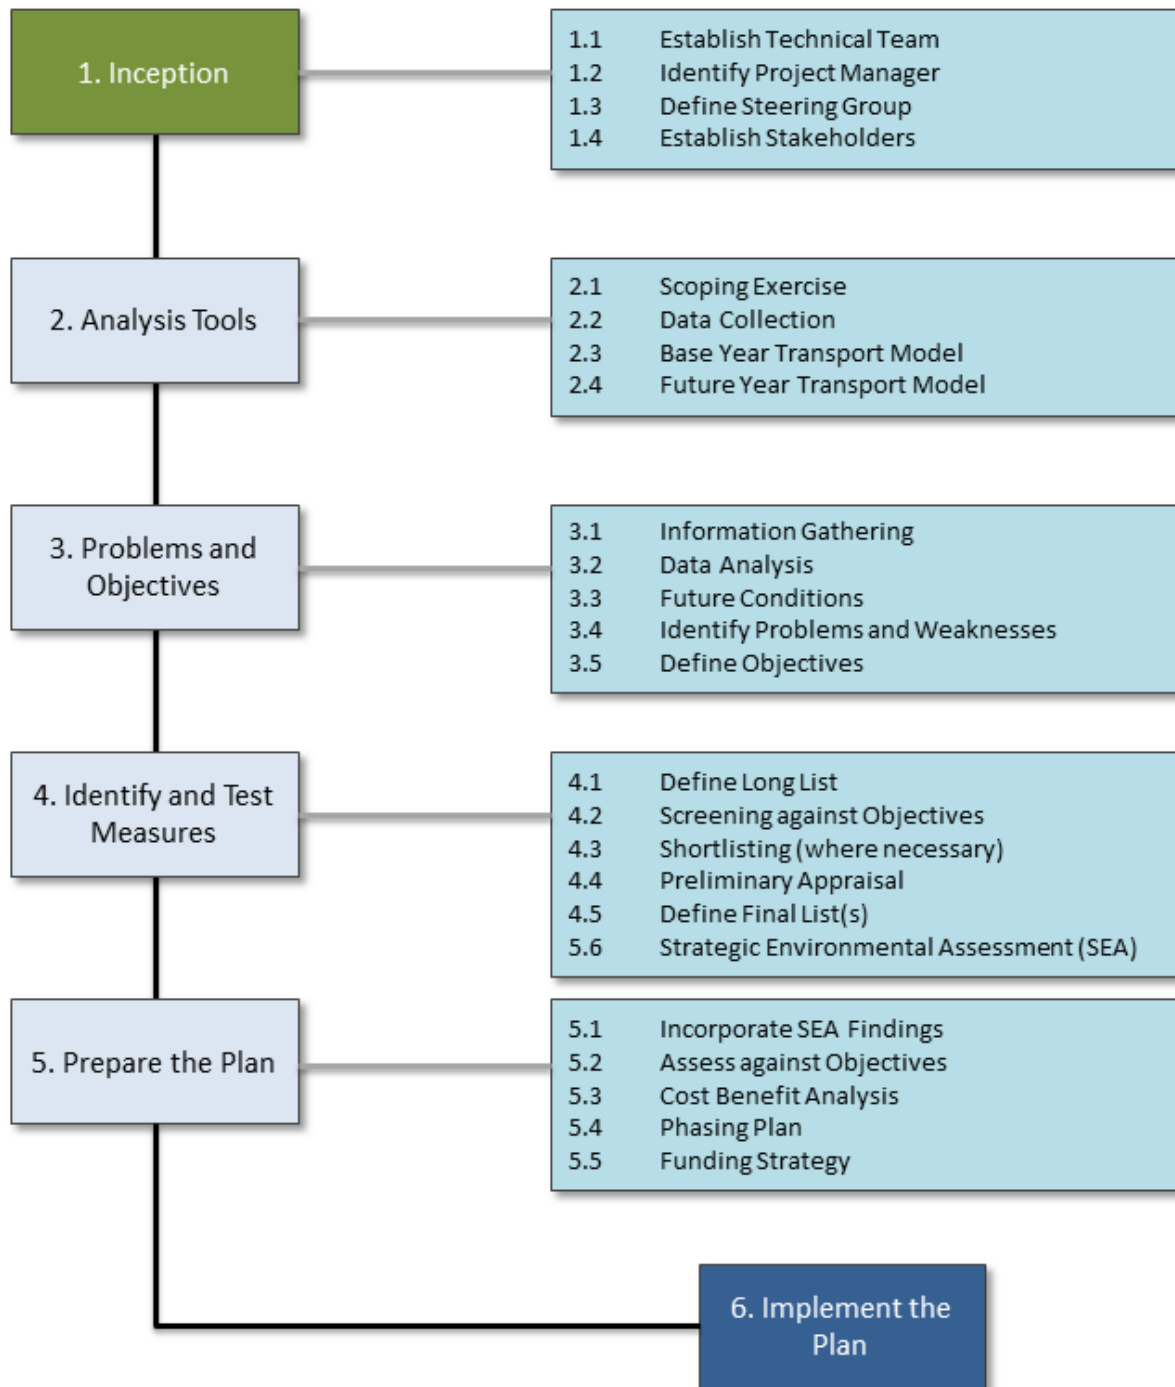 1. Inception
1.1 Establish Technical Team
1.2 Identify Project Manager
1.3 Define Steering Group
1.4 Establish Stakeholders
2. Analysis Tools
2.1 Scoping Exercise
2.2 Data Collection
2.3 Base Year Transport Model
2.4 Future Year Transport Model
3. Problems and
Objectives
3.1 Information Gathering
3.2 Data Analysis
3.3 Future Conditions
3.4 Identify Problems and Weaknesses
3.5 Define Objectives
4. Identify and Test
Measures
4.1 Define Long List
4.2 Screening against Objectives
4.3 Shortlisting (where necessary)
4.4 Preliminary Appraisal
4.5 Define Final List(s)
5.6 Strategic Environmental Assessment (SEA)
5. Prepare the Plan
5.1 Incorporate SEA Findings
5.2 Assess against Objectives
5.3 Cost Benefit Analysis
5.4 Phasing Plan
5.5 Funding Strategy
6. Implement the
Plan